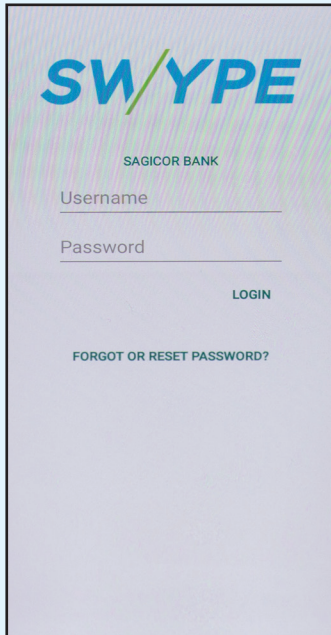 SWYPE
SAGICOR BANK
Username
Password
LOGIN
FORGOT OR RESET PASSWORD?